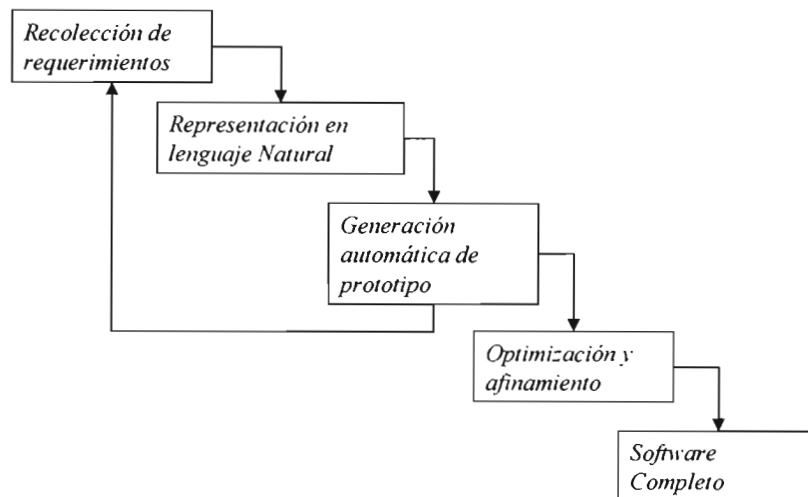 Recolección de
requerimientos
Representación en
lenguaje Natural
Generación
automática de
prototipo
Optimización y
afinamiento
Software
Completo